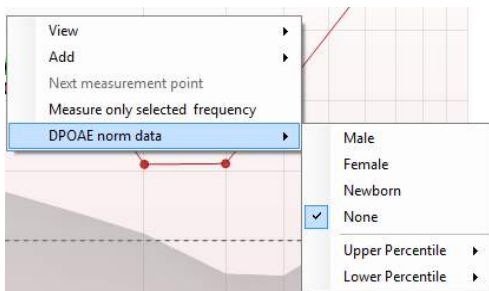 View
Add
Next measurement point
Measure only selected frequency
DPOAE norm data
Male
Female
Newborn
None
Upper Percentile
Lower Percentile